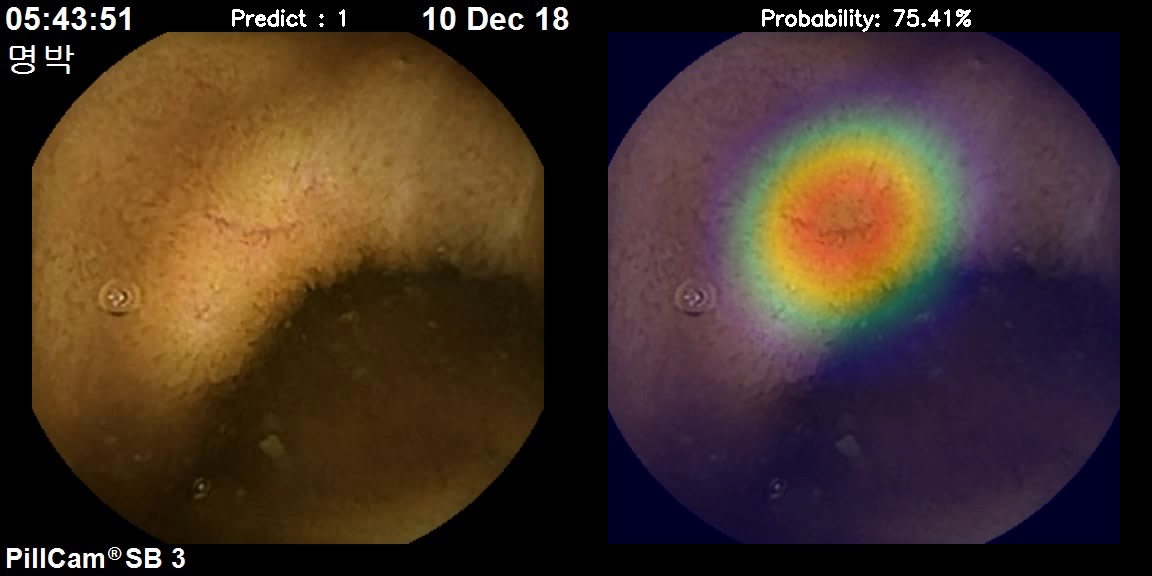 05:43:51
Predict : 1
10 Dec 18
Probability: 75.41%
명박
PillCam® SB 3